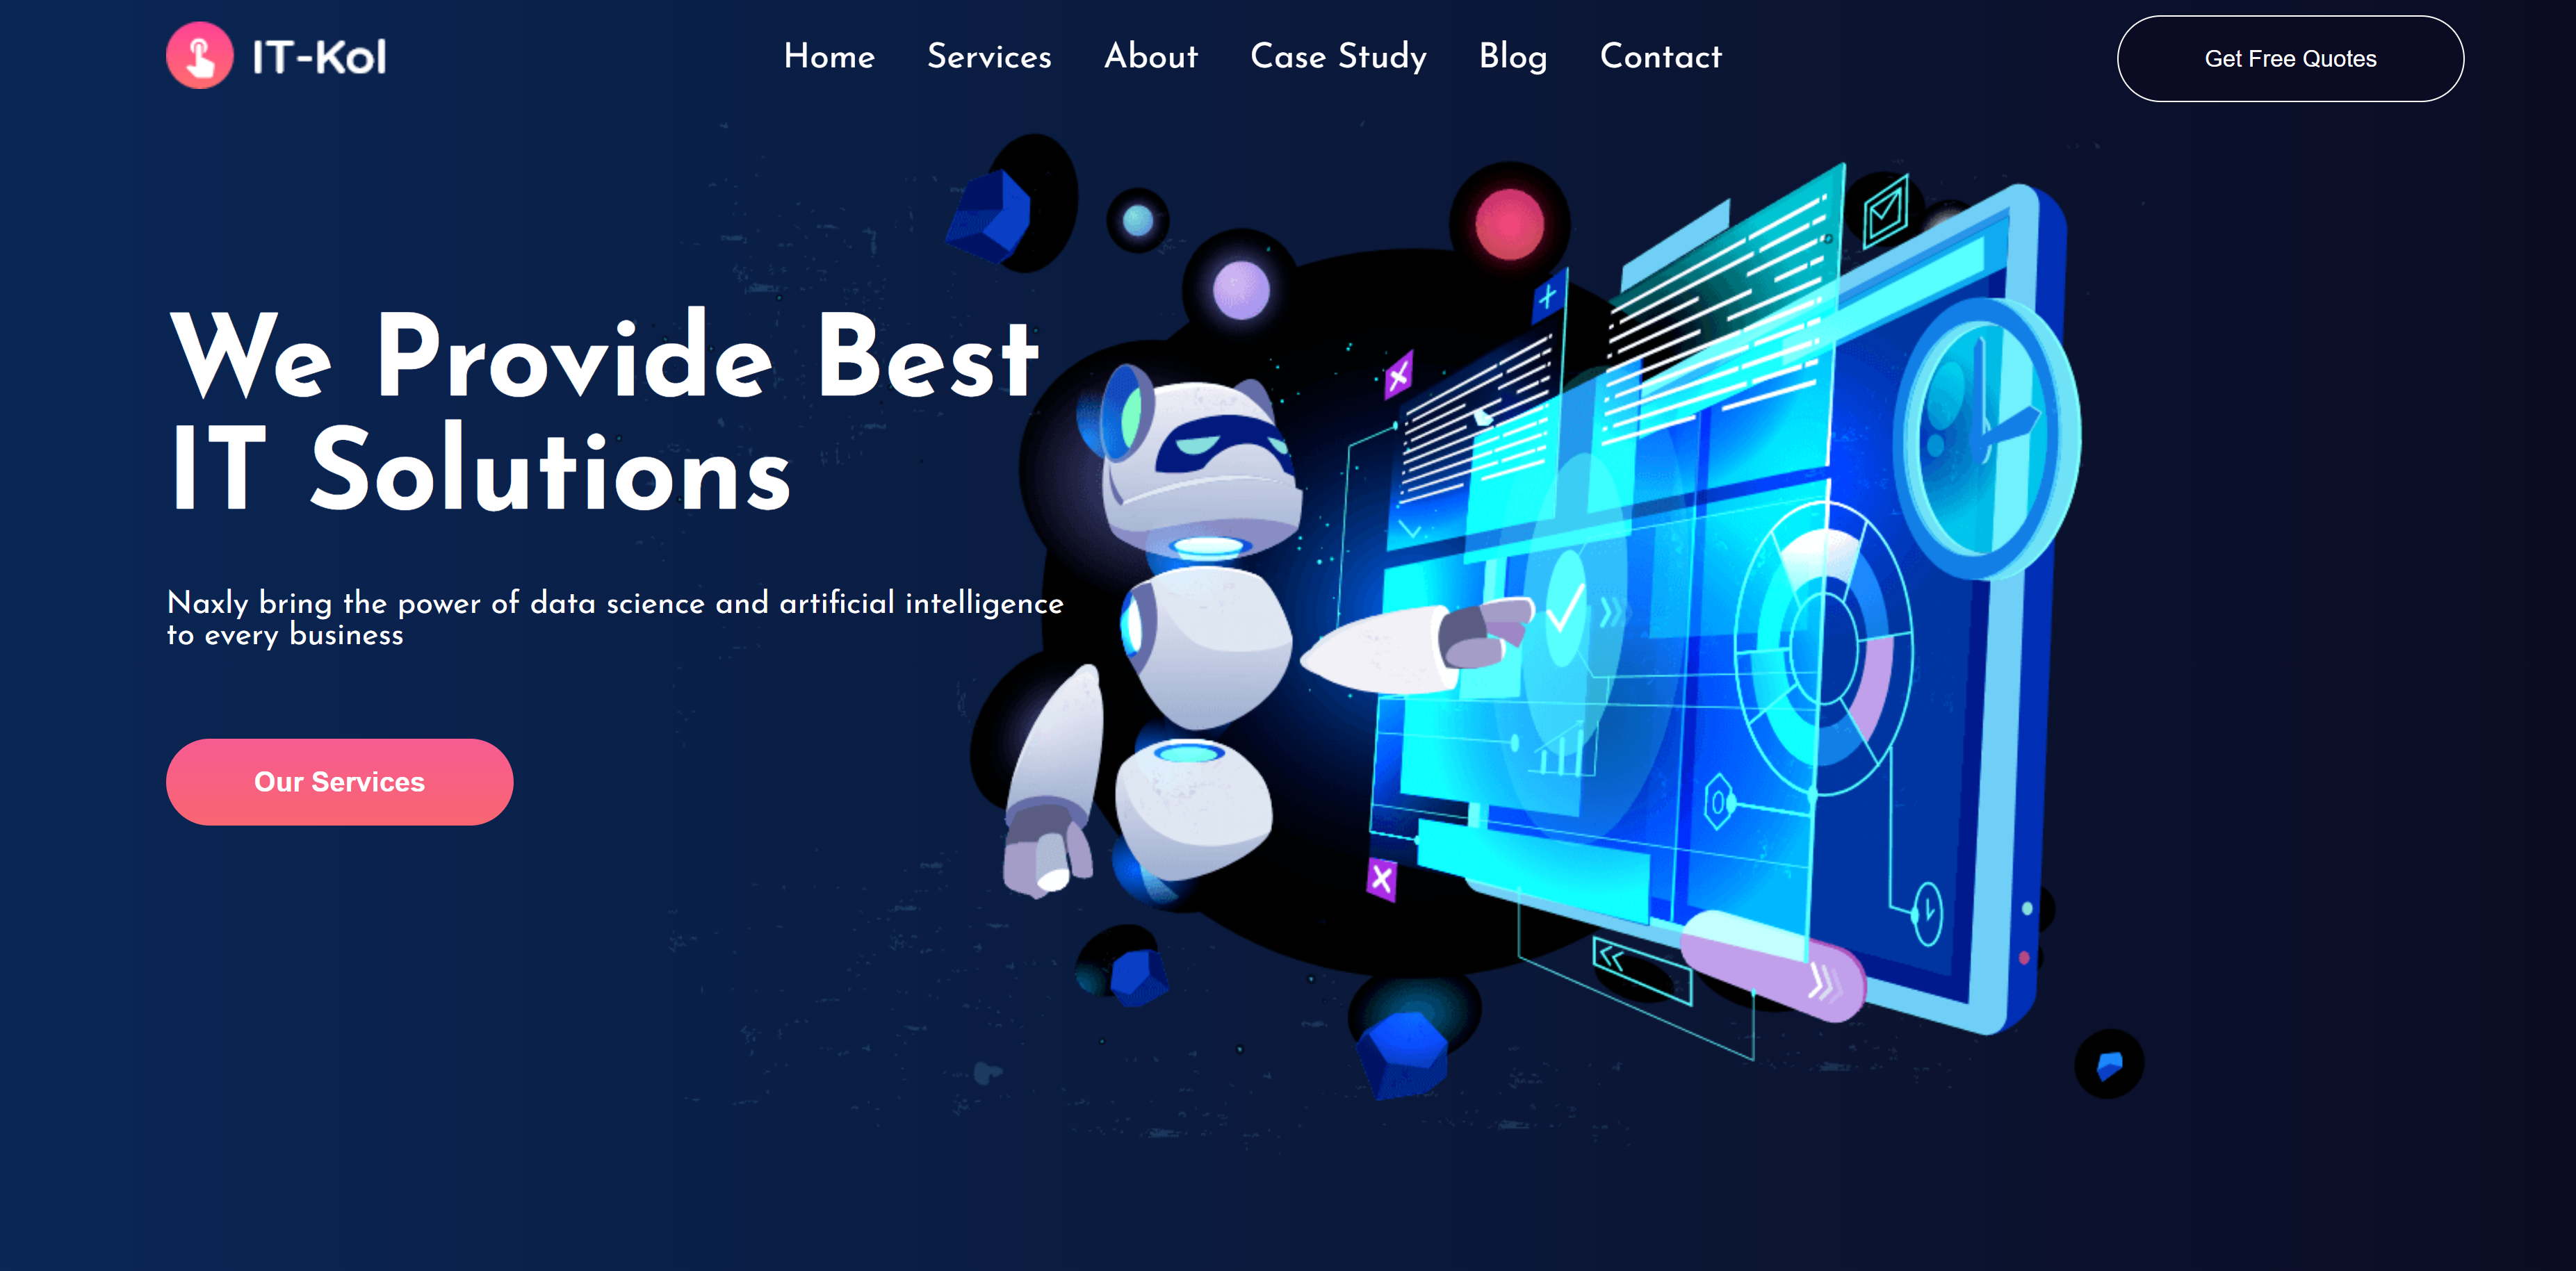 IT-Kol
Home Services About Case Study Blog Contact
Get Free Quotes
We Provide Best
IT Solutions
Naxly bring the power of data science and artificial intelligence
to every business
Our Services